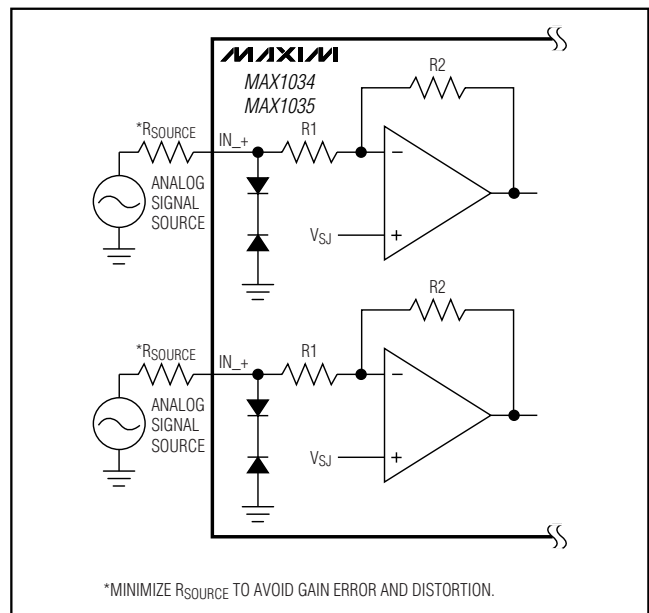 MAXIM
MAX1034
MAX1035
R2
*RSOURCE
IN_+
R1
ANALOG
SIGNAL
SOURCE
−
VSJ
+
R2
*RSOURCE
IN_+
R1
ANALOG
SIGNAL
SOURCE
−
VSJ
+
*MINIMIZE RSOURCE TO AVOID GAIN ERROR AND DISTORTION.